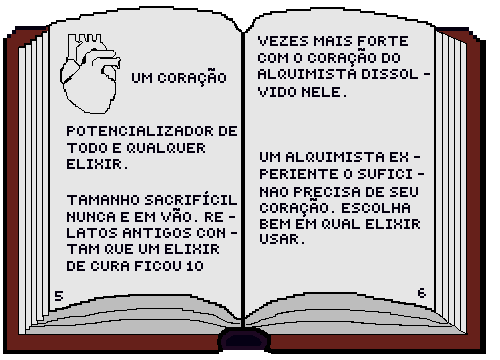 UM CORAÇÃO
POTENCIALIZADOR DE
TODO E QUALQUER
ELIXIR.
TAMANHO SACRIFÍCIL
NUNCA E EM VÃO. RE -
LATOS ANTIGOS CON -
TAM QUE UM ELIXIR
DE CURA FICOU 10
5
VEZES MAIS FORTE
COM O CORAÇÃO DO
ALQUIMISTA DISSOL -
VIDO NELE.
UM ALQUIMISTA EX -
PERIENTE O SUFICI -
NAO PRECISA DE SEU
CORAÇÃO. ESCOLHA
BEM EM QUAL ELIXIR
USAR.
6